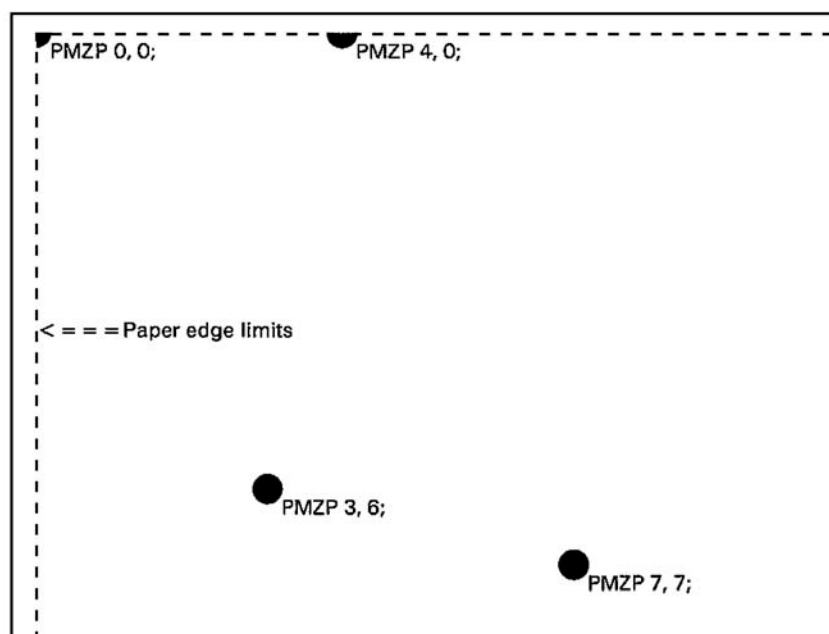 PMZP 0, 0;
PMZP 4, 0;
< = = = Paper edge limits
PMZP 3, 6;
PMZP 7, 7;